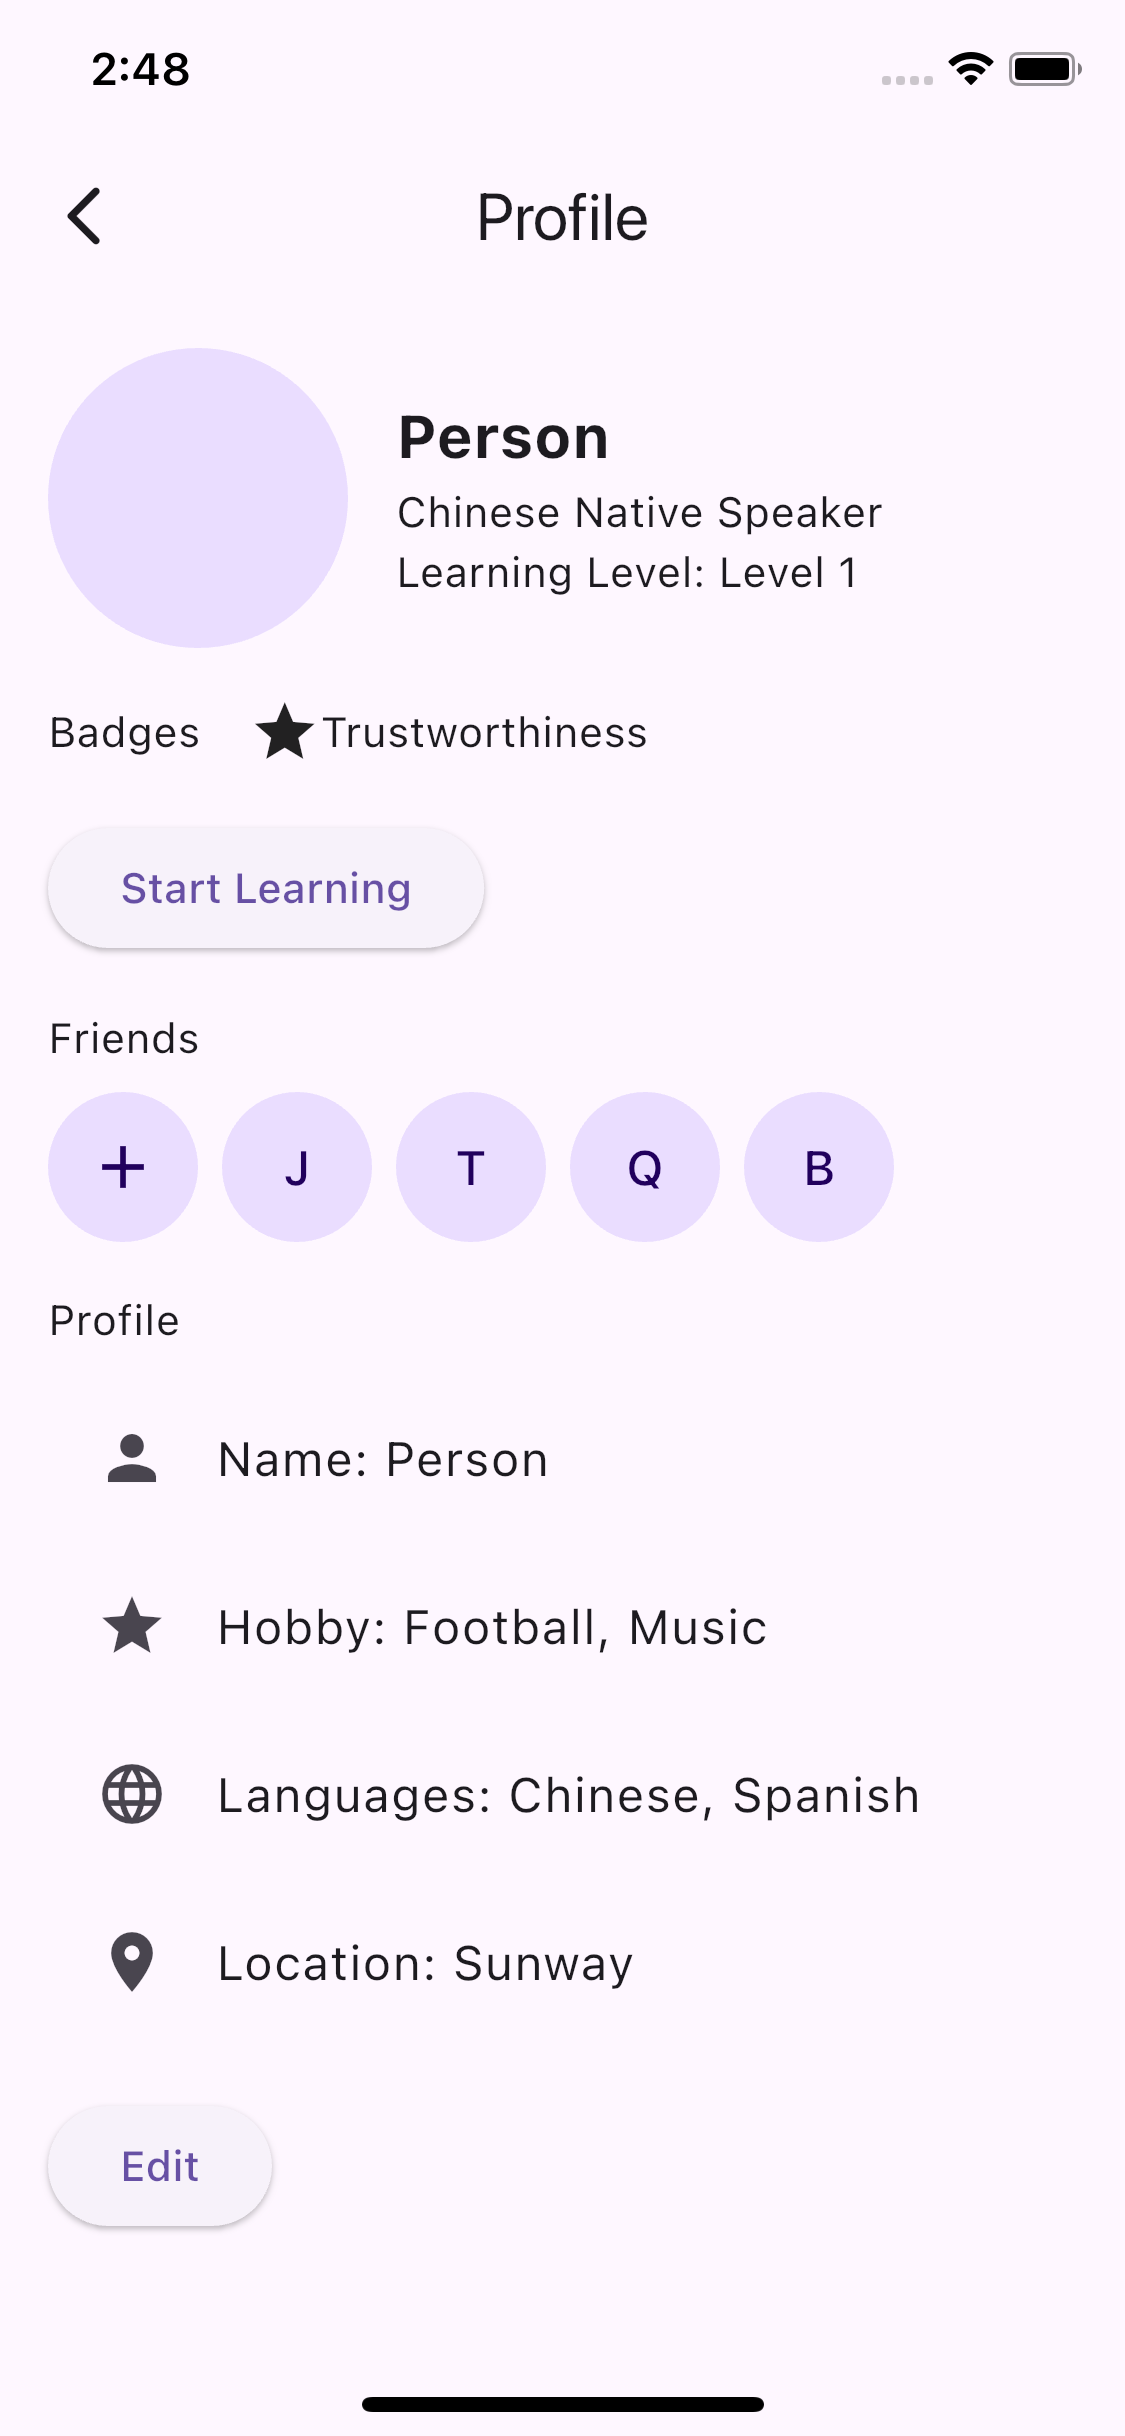 2:48
Profile
Person
Chinese Native Speaker
Learning Level: Level 1
Badges Trustworthiness
Start Learning
Friends
+ J T Q B
Profile
Name: Person
Hobby: Football, Music
Languages: Chinese, Spanish
Location: Sunway
Edit